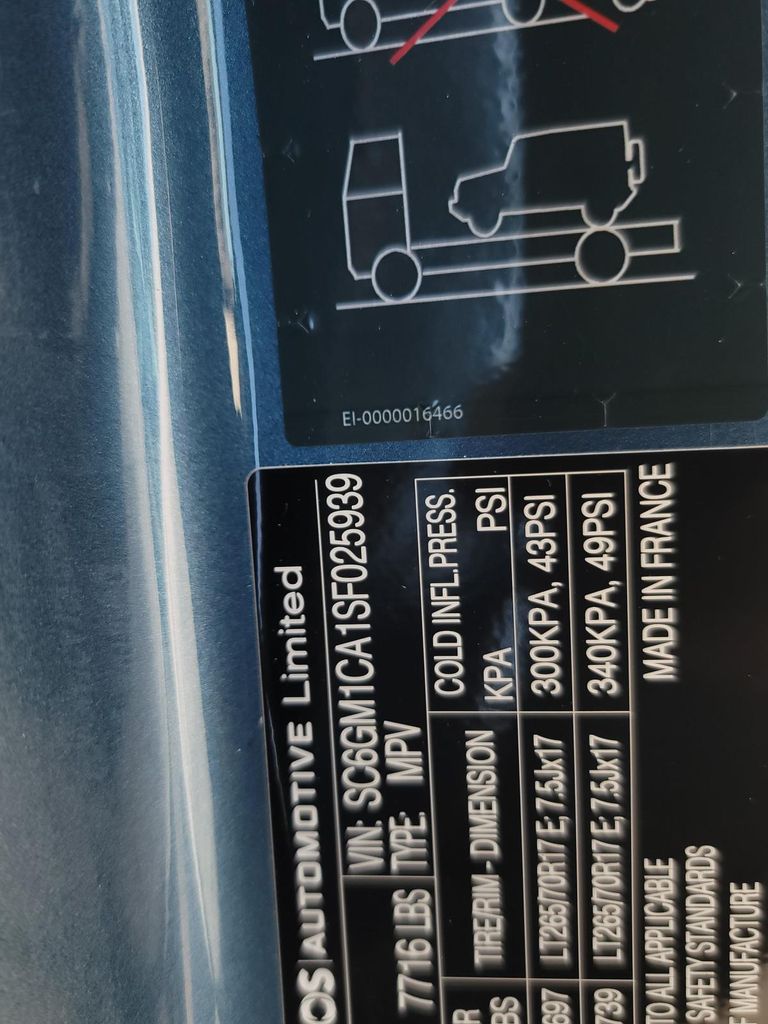 EI-0000016466
OS AUTOMOTIVE Limited
VIN: SC6GM1CA1SF025939
7716 LBS TYPE: MPV
TIRE/RIM - DIMENSION COLD INFL.PRESS.
KPA PSI
697 LT265/70R17 E; 7.5Jx17 300KPA, 43PSI
739 LT265/70R17 E; 7.5Jx17 340KPA, 49PSI
TO ALL APPLICABLE MADE IN FRANCE
SAFETY STANDARDS
F MANUFACTURE